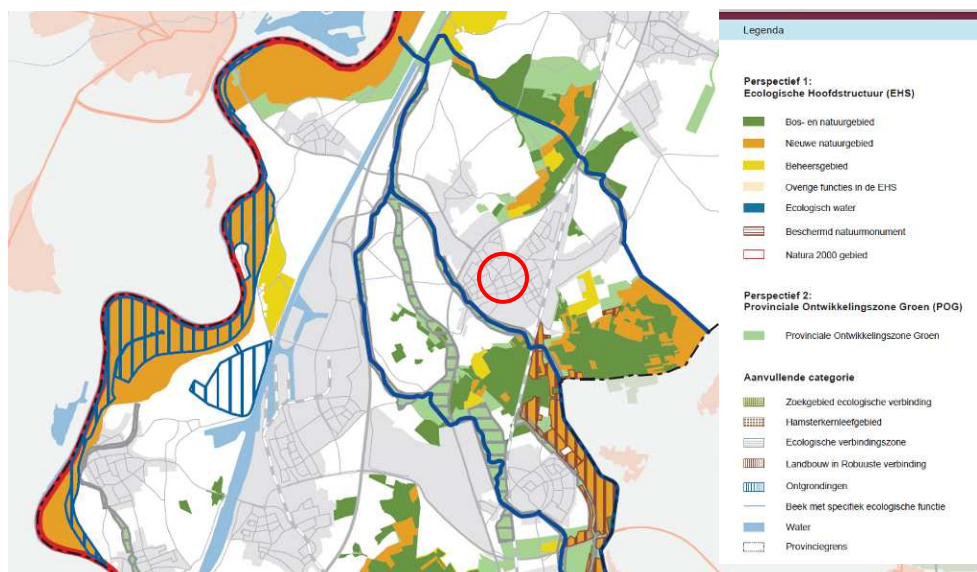 Legenda
Perspectief 1:
Ecologische Hoofdstructuur (EHS)
Bos- en natuurgebied
Nieuwe natuurgebied
Beheersgebied
Overige functies in de EHS
Ecologisch water
Beschermd natuurmonument
Natura 2000 gebied
Perspectief 2:
Provinciale Ontwikkelingszone Groen (POG)
Provinciale Ontwikkelingszone Groen
Aanvullende categorie
Zoekgebied ecologische verbinding
Hamsterkernleefgebied
Ecologische verbindingszone
Landbouw in Robuuste verbinding
Ontgrondingen
Beek met specifiek ecologische functie
Water
Provinciegrens